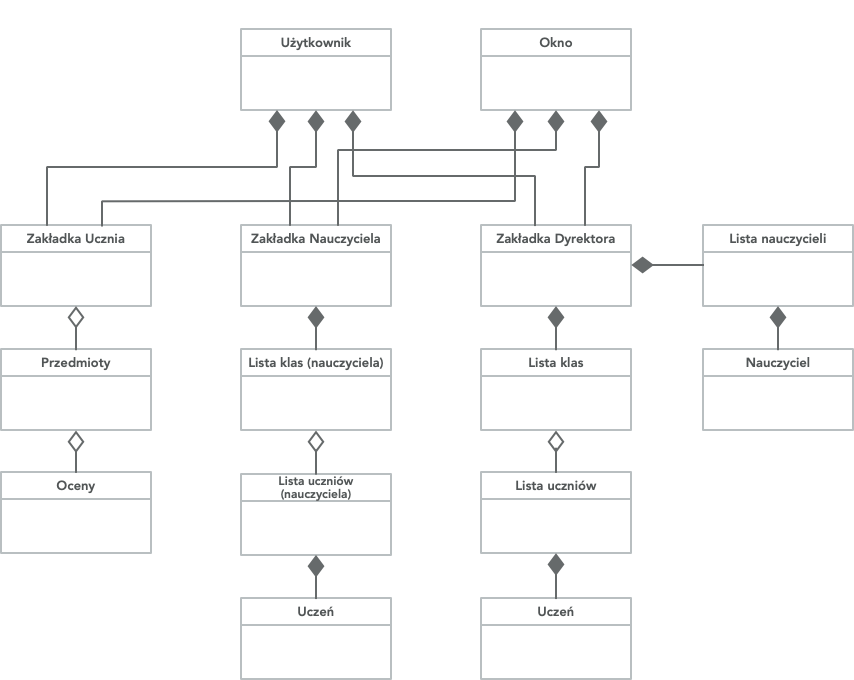 Użytkownik
Okno
Zakładka Ucznia
Zakładka Nauczyciela
Zakładka Dyrektora
Lista nauczycieli
Przedmioty
Lista klas (nauczyciela)
Lista klas
Nauczyciel
Oceny
Lista uczniów
(nauczyciela)
Lista uczniów
Uczeń
Uczeń